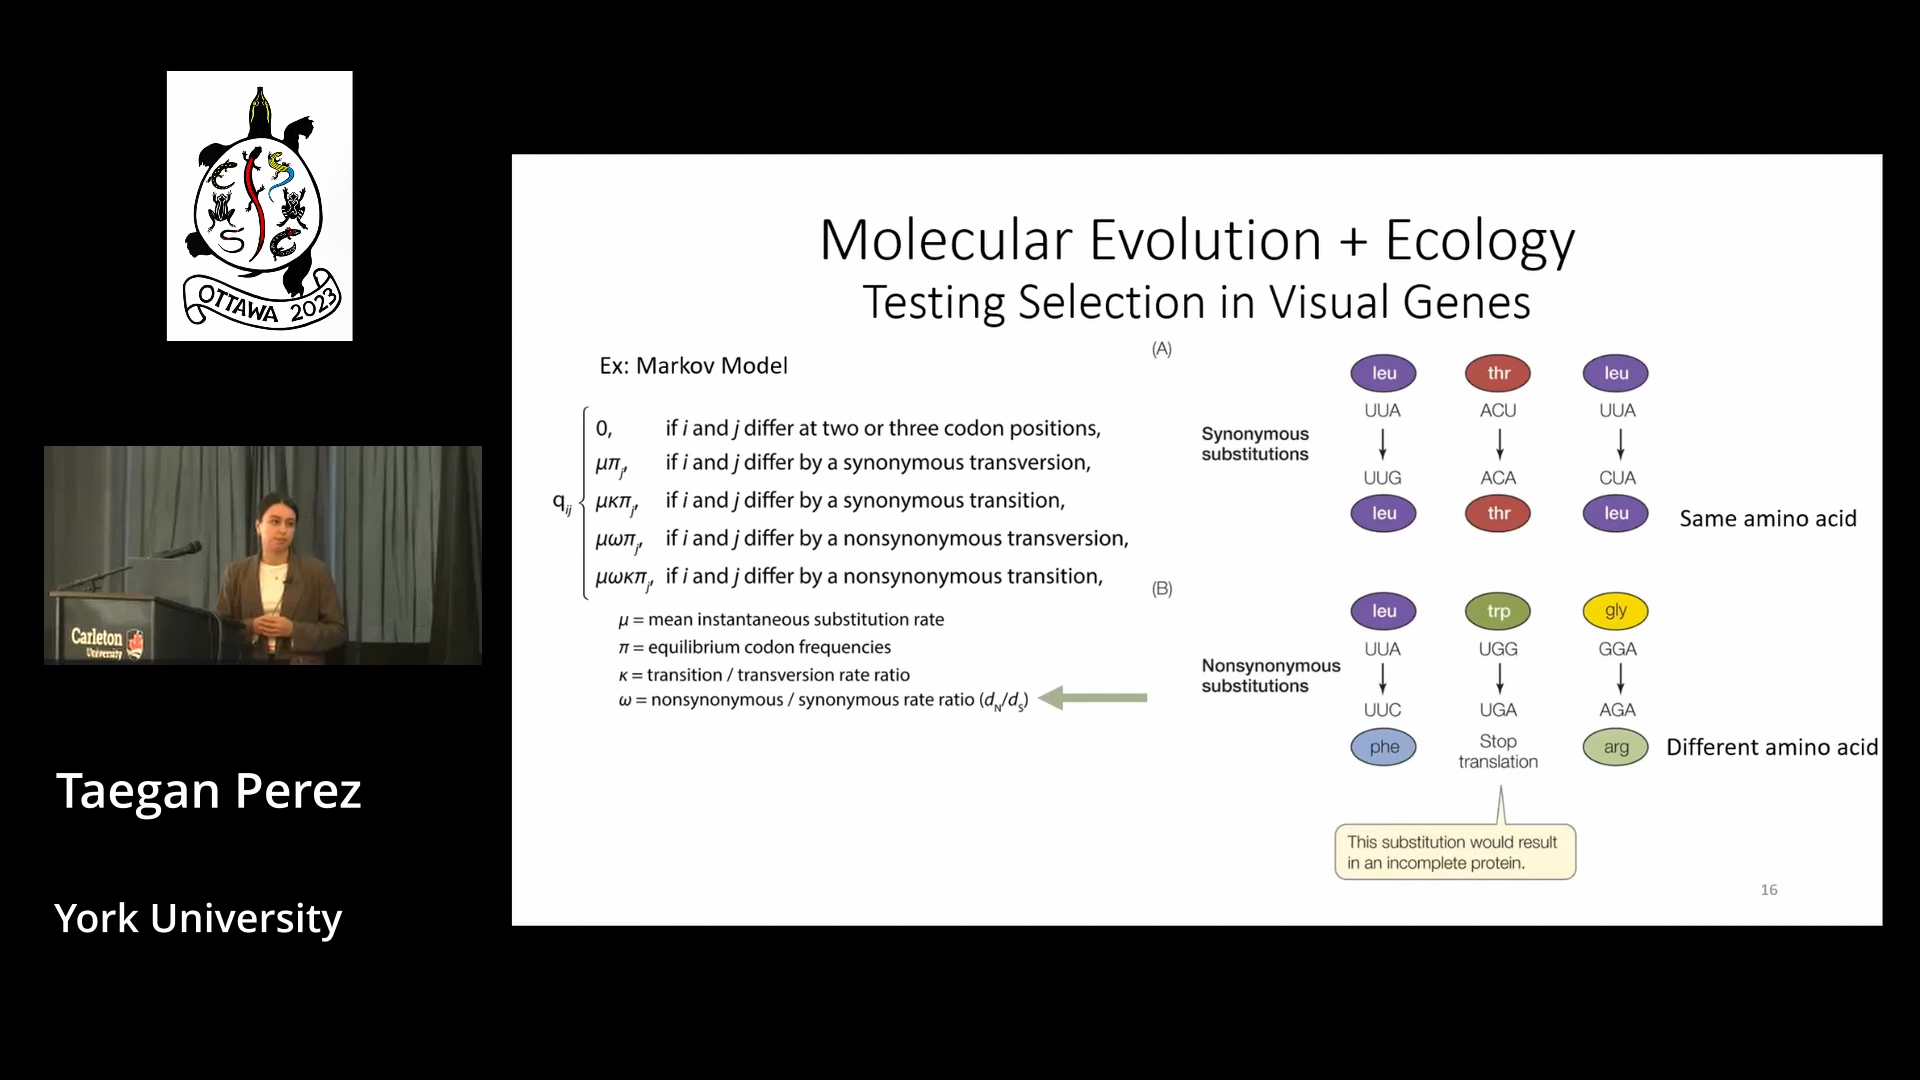 OTTAWA 2023
Carleton
University
Taegan Perez
York University
Molecular Evolution + Ecology
Testing Selection in Visual Genes
Ex: Markov Model
qij
0, if i and j differ at two or three codon positions,
μπj, if i and j differ by a synonymous transversion,
μκπj, if i and j differ by a synonymous transition,
μωπj, if i and j differ by a nonsynonymous transversion,
μωκπj, if i and j differ by a nonsynonymous transition,
μ = mean instantaneous substitution rate
π = equilibrium codon frequencies
κ = transition / transversion rate ratio
ω = nonsynonymous / synonymous rate ratio (dN/dS)
(A)
leu thr leu
UUA ACU UUA
Synonymous
substitutions
UUG ACA CUA
leu thr leu
Same amino acid
(B)
leu trp gly
UUA UGG GGA
Nonsynonymous
substitutions
UUC UGA AGA
phe Stop arg
translation
Different amino acid
This substitution would result
in an incomplete protein.
16